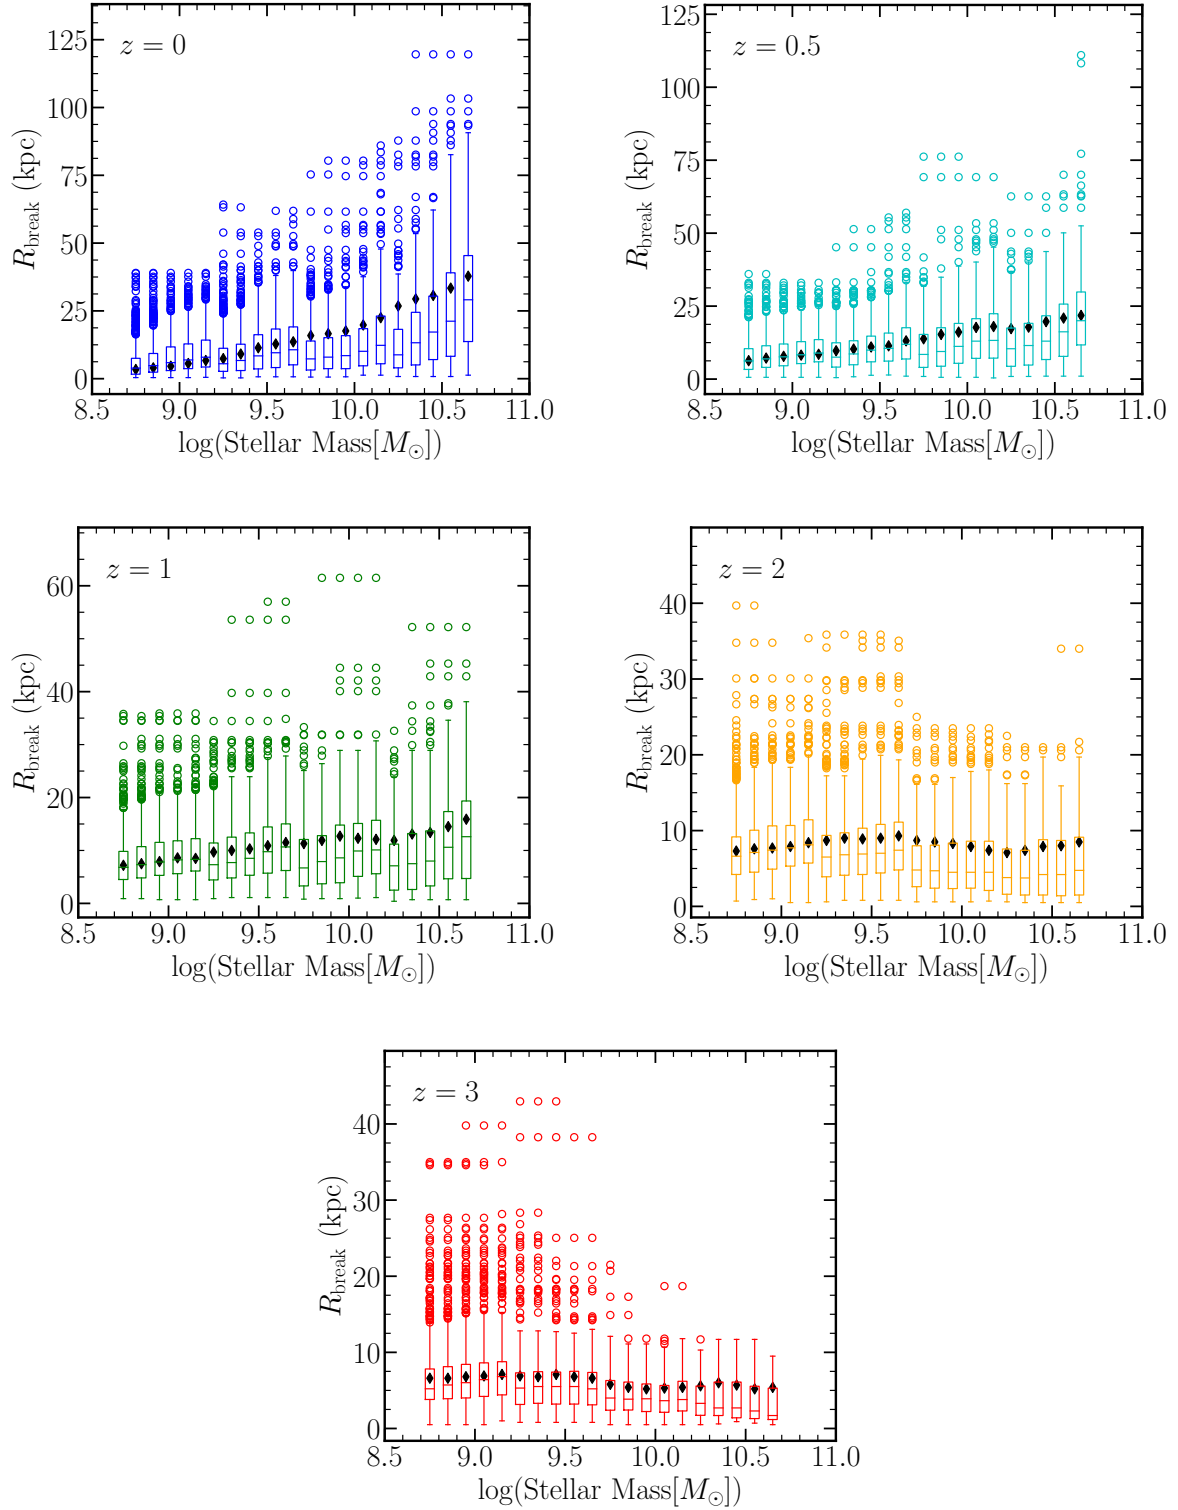 z = 0
125
100
75
50
25
0
R_break (kpc)
8.5 9.0 9.5 10.0 10.5 11.0
log(Stellar Mass[M⊙])
z = 0.5
125
100
75
50
25
0
R_break (kpc)
8.5 9.0 9.5 10.0 10.5 11.0
log(Stellar Mass[M⊙])
z = 1
60
40
20
0
R_break (kpc)
8.5 9.0 9.5 10.0 10.5 11.0
log(Stellar Mass[M⊙])
z = 2
40
30
20
10
0
R_break (kpc)
8.5 9.0 9.5 10.0 10.5 11.0
log(Stellar Mass[M⊙])
z = 3
40
30
20
10
0
R_break (kpc)
8.5 9.0 9.5 10.0 10.5 11.0
log(Stellar Mass[M⊙])